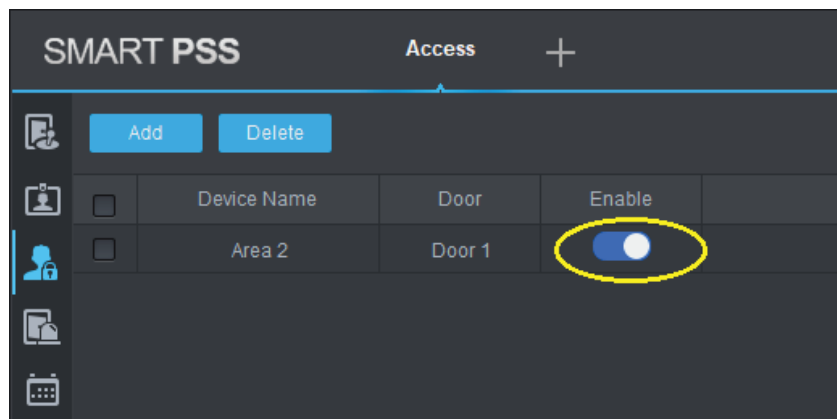 SMART PSS Access
Add Delete
Device Name Door Enable
Area 2 Door 1